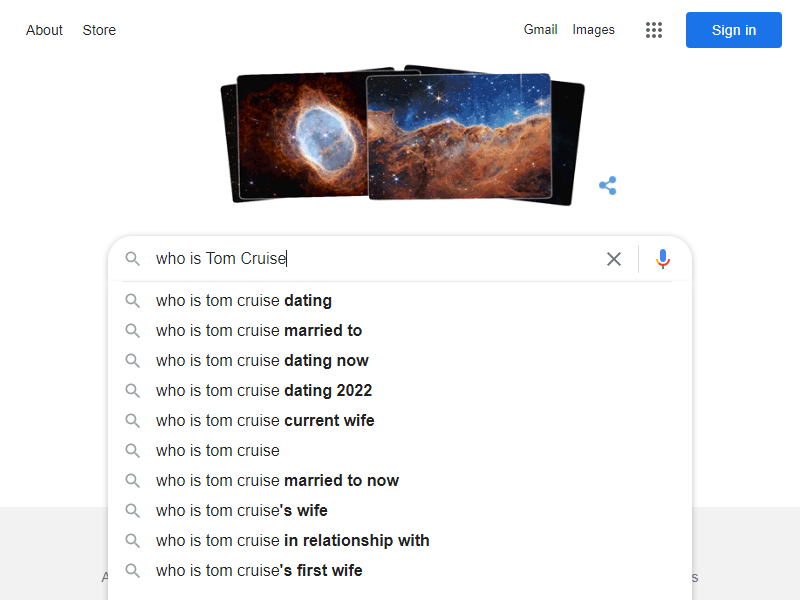 About Store Gmail Images Sign in
who is Tom Cruise
who is tom cruise dating
who is tom cruise married to
who is tom cruise dating now
who is tom cruise dating 2022
who is tom cruise current wife
who is tom cruise
who is tom cruise married to now
who is tom cruise's wife
who is tom cruise in relationship with
who is tom cruise's first wife